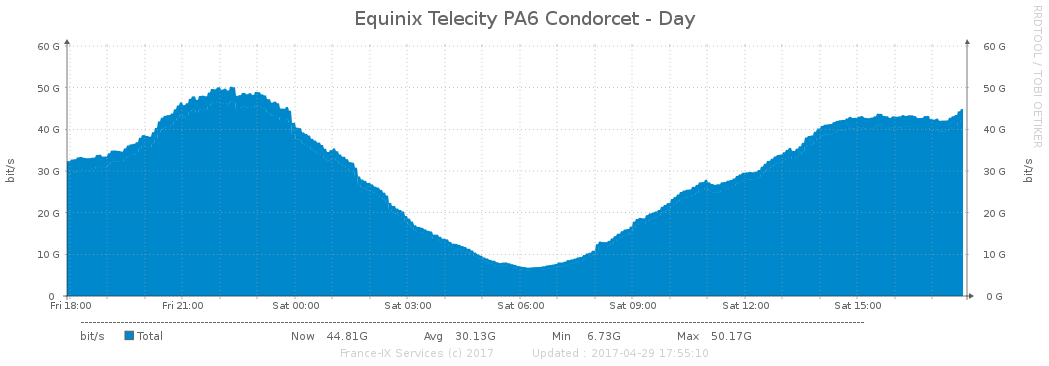 Equinix Telecity PA6 Condorcet - Day
RRDTOOL / TOBI OETIKER
60 G 60 G
50 G 50 G
40 G 40 G
30 G 30 G
20 G 20 G
10 G 10 G
0 0 G
bit/s bit/s
Fri 18:00 Fri 21:00 Sat 00:00 Sat 03:00 Sat 06:00 Sat 09:00 Sat 12:00 Sat 15:00
bit/s Total Now 44.81G Avg 30.13G Min 6.73G Max 50.17G
France-IX Services (c) 2017 Updated : 2017-04-29 17:55:10